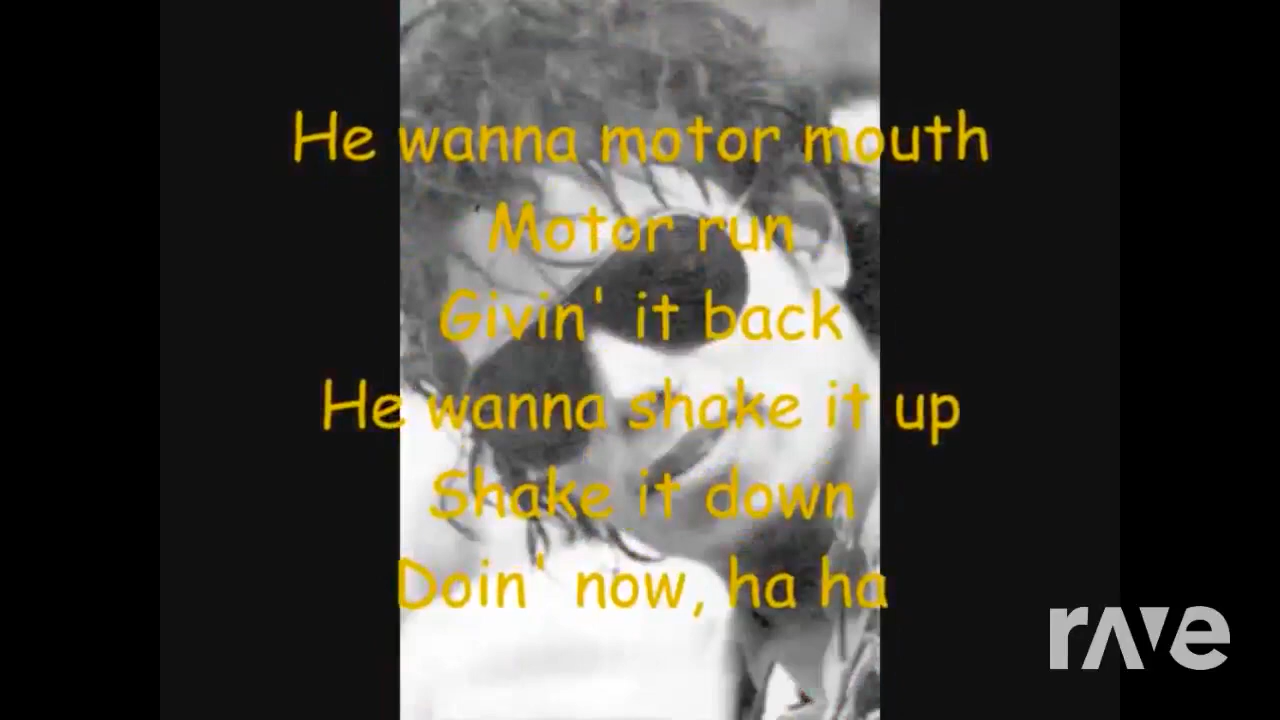 He wanna motor mouth
Motor run
Givin' it back
He wanna shake it up
Shake it down
Doin' now, ha ha
rave